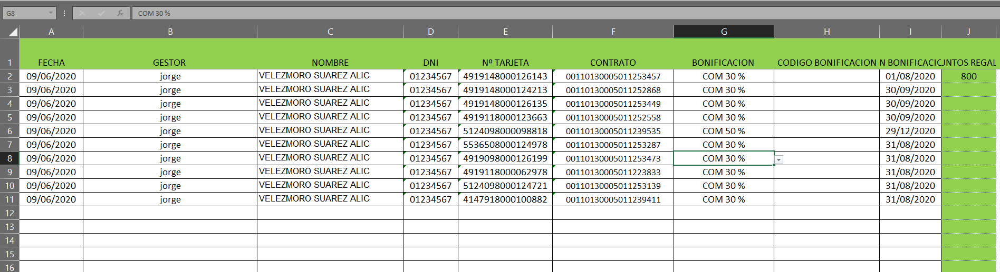 G8 fx COM 30 %
A B C D E F G H I J
1 FECHA GESTOR NOMBRE DNI Nº TARJETA CONTRATO BONIFICACION CODIGO BONIFICACION N BONIFICACIO NTOS REGAL
2 09/06/2020 jorge VELEZMORO SUAREZ ALIC 01234567 4919148000126143 00110130005011253457 COM 30 % 01/08/2020 800
3 09/06/2020 jorge VELEZMORO SUAREZ ALIC 01234567 4919148000124213 00110130005011252868 COM 30 % 30/09/2020
4 09/06/2020 jorge VELEZMORO SUAREZ ALIC 01234567 4919148000126135 00110130005011253449 COM 30 % 30/09/2020
5 09/06/2020 jorge VELEZMORO SUAREZ ALIC 01234567 4919118000123663 00110130005011252558 COM 30 % 30/09/2020
6 09/06/2020 jorge VELEZMORO SUAREZ ALIC 01234567 5124098000098818 00110130005011239535 COM 50 % 29/12/2020
7 09/06/2020 jorge VELEZMORO SUAREZ ALIC 01234567 5536508000124978 00110130005011253287 COM 30 % 31/08/2020
8 09/06/2020 jorge VELEZMORO SUAREZ ALIC 01234567 4919098000126199 00110130005011253473 COM 30 % 31/08/2020
9 09/06/2020 jorge VELEZMORO SUAREZ ALIC 01234567 4919118000062978 00110130005011223833 COM 30 % 31/08/2020
10 09/06/2020 jorge VELEZMORO SUAREZ ALIC 01234567 5124098000124721 00110130005011253139 COM 30 % 31/08/2020
11 09/06/2020 jorge VELEZMORO SUAREZ ALIC 01234567 4147918000100882 00110130005011239411 COM 30 % 31/08/2020
12
13
14
15
16